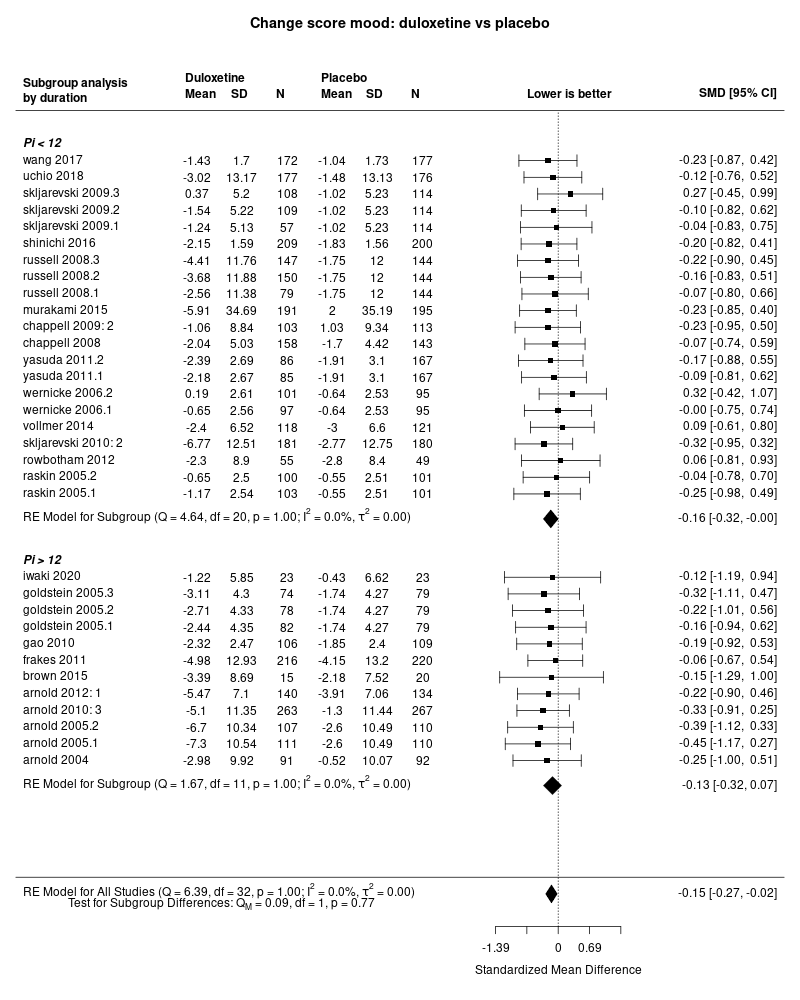 Change score mood: duloxetine vs placebo
Subgroup analysis by duration
Duloxetine Placebo
Mean SD N Mean SD N Lower is better SMD [95% CI]
Pi < 12
wang 2017 -1.43 1.7 172 -1.04 1.73 177 -0.23 [-0.87, 0.42]
uchio 2018 -3.02 13.17 177 -1.48 13.13 176 -0.12 [-0.76, 0.52]
skljarevski 2009.3 0.37 5.2 108 -1.02 5.23 114 0.27 [-0.45, 0.99]
skljarevski 2009.2 -1.54 5.22 109 -1.02 5.23 114 -0.10 [-0.82, 0.62]
skljarevski 2009.1 -1.24 5.13 57 -1.02 5.23 114 -0.04 [-0.83, 0.75]
shinichi 2016 -2.15 1.59 209 -1.83 1.56 200 -0.20 [-0.82, 0.41]
russell 2008.3 -4.41 11.76 147 -1.75 12 144 -0.22 [-0.90, 0.45]
russell 2008.2 -3.68 11.88 150 -1.75 12 144 -0.16 [-0.83, 0.51]
russell 2008.1 -2.56 11.38 79 -1.75 12 144 -0.07 [-0.80, 0.66]
murakami 2015 -5.91 34.69 191 2 35.19 195 -0.23 [-0.85, 0.40]
chappell 2009: 2 -1.06 8.84 103 1.03 9.34 113 -0.23 [-0.95, 0.50]
chappell 2008 -2.04 5.03 158 -1.7 4.42 143 -0.07 [-0.74, 0.59]
yasuda 2011.2 -2.39 2.69 86 -1.91 3.1 167 -0.17 [-0.88, 0.55]
yasuda 2011.1 -2.18 2.67 85 -1.91 3.1 167 -0.09 [-0.81, 0.62]
wernicke 2006.2 0.19 2.61 101 -0.64 2.53 95 0.32 [-0.42, 1.07]
wernicke 2006.1 -0.65 2.56 97 -0.64 2.53 95 -0.00 [-0.75, 0.74]
vollmer 2014 -2.4 6.52 118 -3 6.6 121 0.09 [-0.61, 0.80]
skljarevski 2010: 2 -6.77 12.51 181 -2.77 12.75 180 -0.32 [-0.95, 0.32]
rowbotham 2012 -2.3 8.9 55 -2.8 8.4 49 0.06 [-0.81, 0.93]
raskin 2005.2 -0.65 2.5 100 -0.55 2.51 101 -0.04 [-0.78, 0.70]
raskin 2005.1 -1.17 2.54 103 -0.55 2.51 101 -0.25 [-0.98, 0.49]
RE Model for Subgroup (Q = 4.64, df = 20, p = 1.00; I² = 0.0%, τ² = 0.00) -0.16 [-0.32, -0.00]
Pi > 12
iwaki 2020 -1.22 5.85 23 -0.43 6.62 23 -0.12 [-1.19, 0.94]
goldstein 2005.3 -3.11 4.3 74 -1.74 4.27 79 -0.32 [-1.11, 0.47]
goldstein 2005.2 -2.71 4.33 78 -1.74 4.27 79 -0.22 [-1.01, 0.56]
goldstein 2005.1 -2.44 4.35 82 -1.74 4.27 79 -0.16 [-0.94, 0.62]
gao 2010 -2.32 2.47 106 -1.85 2.4 109 -0.19 [-0.92, 0.53]
frakes 2011 -4.98 12.93 216 -4.15 13.2 220 -0.06 [-0.67, 0.54]
brown 2015 -3.39 8.69 15 -2.18 7.52 20 -0.15 [-1.29, 1.00]
arnold 2012: 1 -5.47 7.1 140 -3.91 7.06 134 -0.22 [-0.90, 0.46]
arnold 2010: 3 -5.1 11.35 263 -1.3 11.44 267 -0.33 [-0.91, 0.25]
arnold 2005.2 -6.7 10.34 107 -2.6 10.49 110 -0.39 [-1.12, 0.33]
arnold 2005.1 -7.3 10.54 111 -2.6 10.49 110 -0.45 [-1.17, 0.27]
arnold 2004 -2.98 9.92 91 -0.52 10.07 92 -0.25 [-1.00, 0.51]
RE Model for Subgroup (Q = 1.67, df = 11, p = 1.00; I² = 0.0%, τ² = 0.00) -0.13 [-0.32, 0.07]
RE Model for All Studies (Q = 6.39, df = 32, p = 1.00; I² = 0.0%, τ² = 0.00) -0.15 [-0.27, -0.02]
Test for Subgroup Differences: Q_M = 0.09, df = 1, p = 0.77
-1.39 0 0.69
Standardized Mean Difference